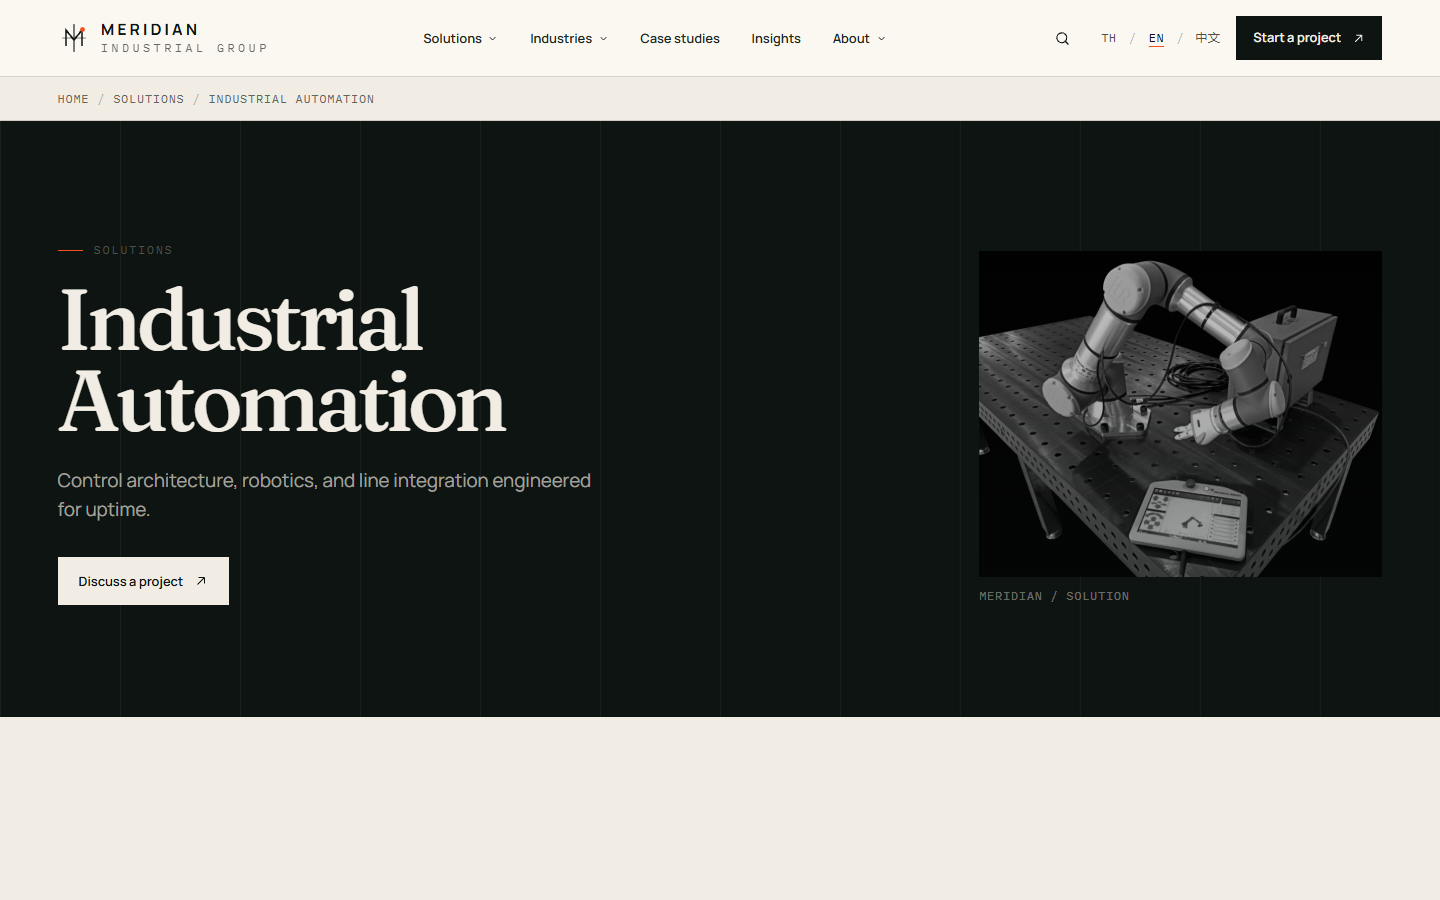 MERIDIAN
INDUSTRIAL GROUP
Solutions
Industries
Case studies
Insights
About
TH / EN / 中文
Start a project
HOME / SOLUTIONS / INDUSTRIAL AUTOMATION
SOLUTIONS
Industrial
Automation
Control architecture, robotics, and line integration engineered
for uptime.
Discuss a project
MERIDIAN / SOLUTION